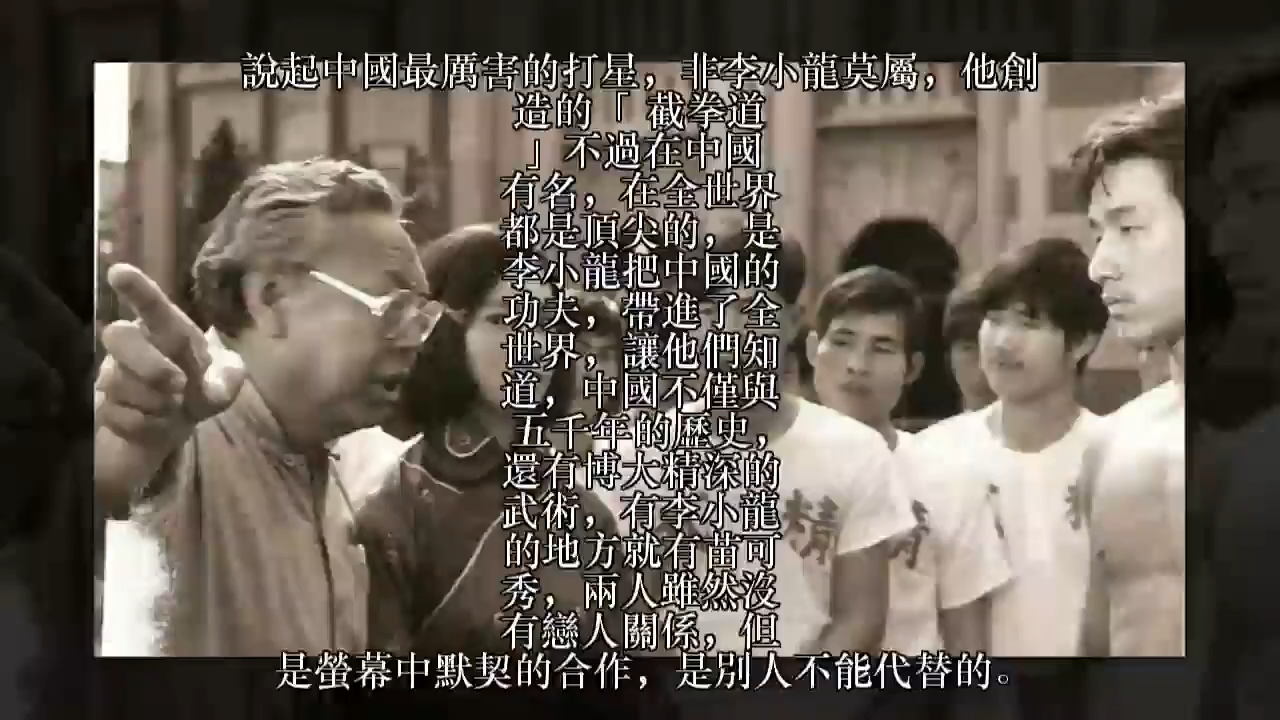 說起中國最厲害的打星，非李小龍莫屬，他創
造的「 截拳道
」不過在中國
有名，在全世界
都是頂尖的，是
李小龍把中國的
功夫，帶進了全
世界，讓他們知
道，中國不僅與
五千年的歷史，
還有博大精深的
武術，有李小龍
的地方就有苗可
秀，兩人雖然沒
有戀人關係，但
是螢幕中默契的合作，是別人不能代替的。
精